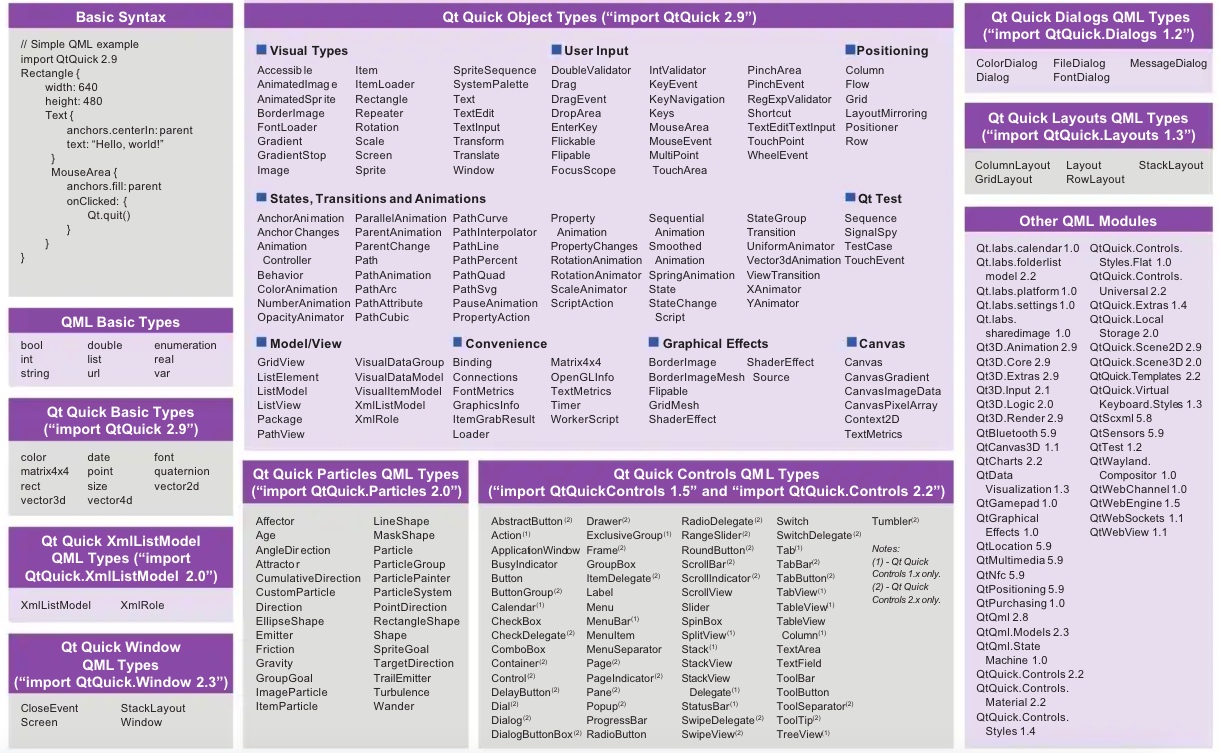 Basic Syntax
// Simple QML example
import QtQuick 2.9
Rectangle {
width: 640
height: 480
Text {
anchors.centerIn: parent
text: “Hello, world!”
}
MouseArea {
anchors.fill: parent
onClicked: {
Qt.quit()
}
}
}
QML Basic Types
bool double enumeration
int list real
string url var
Qt Quick Basic Types
(“import QtQuick 2.9”)
color date font
matrix4x4 point quaternion
rect size vector2d
vector3d vector4d
Qt Quick XmlListModel
QML Types (“import
QtQuick.XmlListModel 2.0”)
XmlListModel XmlRole
Qt Quick Window
QML Types
(“import QtQuick.Window 2.3”)
CloseEvent StackLayout
Screen Window
Qt Quick Object Types (“import QtQuick 2.9”)
Visual Types
Accessible Item SpriteSequence
AnimatedImage ItemLoader SystemPalette
AnimatedSprite Rectangle Text
BorderImage Repeater TextEdit
FontLoader Rotation TextInput
Gradient Scale Transform
GradientStop Screen Translate
Image Sprite Window
User Input
DoubleValidator IntValidator PinchArea
Drag KeyEvent PinchEvent
DragEvent KeyNavigation RegExpValidator
DropArea Keys Shortcut
EnterKey MouseArea TextEditTextInput
Flickable MouseEvent TouchPoint
Flipable MultiPoint WheelEvent
FocusScope TouchArea
Positioning
Column
Flow
Grid
LayoutMirroring
Positioner
Row
States, Transitions and Animations
AnchorAnimation ParallelAnimation PathCurve Property Sequential StateGroup
AnchorChanges ParentAnimation PathInterpolator Animation Animation Transition
Animation ParentChange PathLine PropertyChanges Smoothed UniformAnimator
Controller Path PathPercent RotationAnimation Animation Vector3dAnimation
Behavior PathAnimation PathQuad RotationAnimator SpringAnimation ViewTransition
ColorAnimation PathArc PathSvg ScaleAnimator State XAnimator
NumberAnimation PathAttribute PauseAnimation ScriptAction StateChange YAnimator
OpacityAnimator PathCubic PropertyAction Script
Qt Test
Sequence
SignalSpy
TestCase
TouchEvent
Model/View
GridView VisualDataGroup
ListElement VisualDataModel
ListModel VisualItemModel
ListView XmlListModel
Package XmlRole
PathView
Convenience
Binding Matrix4x4
Connections OpenGLInfo
FontMetrics TextMetrics
GraphicsInfo Timer
ItemGrabResult WorkerScript
Loader
Graphical Effects
BorderImage ShaderEffect
BorderImageMesh Source
Flipable
GridMesh
ShaderEffect
Canvas
Canvas
CanvasGradient
CanvasImageData
CanvasPixelArray
Context2D
TextMetrics
Qt Quick Particles QML Types
(“import QtQuick.Particles 2.0”)
Affector LineShape
Age MaskShape
AngleDirection Particle
Attractor ParticleGroup
CumulativeDirection ParticlePainter
CustomParticle ParticleSystem
Direction PointDirection
EllipseShape RectangleShape
Emitter Shape
Friction SpriteGoal
Gravity TargetDirection
GroupGoal TrailEmitter
ImageParticle Turbulence
ItemParticle Wander
Qt Quick Controls QML Types
(“import QtQuickControls 1.5” and “import QtQuick.Controls 2.2”)
AbstractButton (2) Drawer(2) RadioDelegate(2) Switch Tumbler(2)
Action(1) ExclusiveGroup(1) RangeSlider(2) SwitchDelegate(2)
ApplicationWindow Frame(2) RoundButton(2) Tab(1)
BusyIndicator GroupBox ScrollBar(2) TabBar(2)
Button ItemDelegate(2) ScrollIndicator(2) TabButton(2)
ButtonGroup(2) Label ScrollView TabView(1)
Calendar(1) Menu Slider TableView(1)
CheckBox MenuBar(1) SpinBox TableView
CheckDelegate(2) MenuItem SplitView(1) Column(1)
ComboBox MenuSeparator Stack(1) TextArea
Container(2) Page(2) StackView TextField
Control(2) PageIndicator(2) StackView ToolBar
DelayButton(2) Pane(2) Delegate(1) ToolButton
Dial(2) Popup(2) StatusBar(1) ToolSeparator(2)
Dialog(2) ProgressBar SwipeDelegate(2) ToolTip(2)
DialogButtonBox(2) RadioButton SwipeView(2) TreeView(1)
Notes:
(1) - Qt Quick
Controls 1.x only.
(2) - Qt Quick
Controls 2.x only.
Qt Quick Dialogs QML Types
(“import QtQuick.Dialogs 1.2”)
ColorDialog FileDialog MessageDialog
Dialog FontDialog
Qt Quick Layouts QML Types
(“import QtQuick.Layouts 1.3”)
ColumnLayout Layout StackLayout
GridLayout RowLayout
Other QML Modules
Qt.labs.calendar 1.0
Qt.labs.folderlist
model 2.2
Qt.labs.platform 1.0
Qt.labs.settings 1.0
Qt.labs.
sharedimage 1.0
Qt3D.Animation 2.9
Qt3D.Core 2.9
Qt3D.Extras 2.9
Qt3D.Input 2.1
Qt3D.Logic 2.0
Qt3D.Render 2.9
QtBluetooth 5.9
QtCanvas3D 1.1
QtCharts 2.2
QtData
Visualization 1.3
QtGamepad 1.0
QtGraphical
Effects 1.0
QtLocation 5.9
QtMultimedia 5.9
QtNfc 5.9
QtPositioning 5.9
QtPurchasing 1.0
QtQml 2.8
QtQml.Models 2.3
QtQml.State
Machine 1.0
QtQuick.Controls 2.2
QtQuick.Controls.
Material 2.2
QtQuick.Controls.
Styles 1.4
QtQuick.Controls.
Styles.Flat 1.0
QtQuick.Controls.
Universal 2.2
QtQuick.Extras 1.4
QtQuick.Local
Storage 2.0
QtQuick.Scene2D 2.9
QtQuick.Scene3D 2.0
QtQuick.Templates 2.2
QtQuick.Virtual
Keyboard.Styles 1.3
QtScxml 5.8
QtSensors 5.9
QtTest 1.2
QtWayland.
Compositor 1.0
QtWebChannel 1.0
QtWebEngine 1.5
QtWebSockets 1.1
QtWebView 1.1